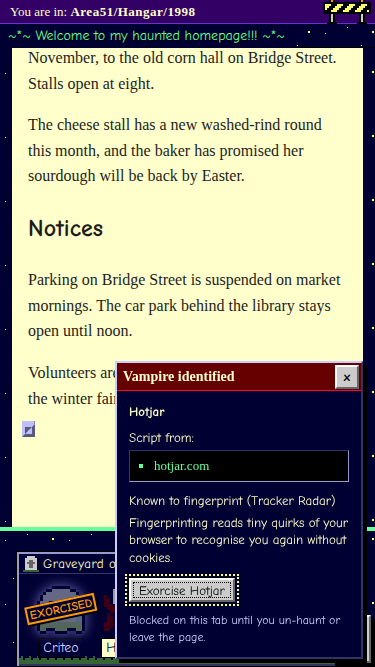 You are in: Area51/Hangar/1998
~*~ Welcome to my haunted homepage!!! ~*~
November, to the old corn hall on Bridge Street.
Stalls open at eight.
The cheese stall has a new washed-rind round
this month, and the baker has promised her
sourdough will be back by Easter.
Notices
Parking on Bridge Street is suspended on market
mornings. The car park behind the library stays
open until noon.
Volunteers are
the winter fair
Vampire identified
×
Hotjar
Script from:
hotjar.com
Known to fingerprint (Tracker Radar)
Fingerprinting reads tiny quirks of your
browser to recognise you again without
cookies.
Exorcise Hotjar
Blocked on this tab until you un-haunt or
leave the page.
Graveyard
EXORCISED
Criteo